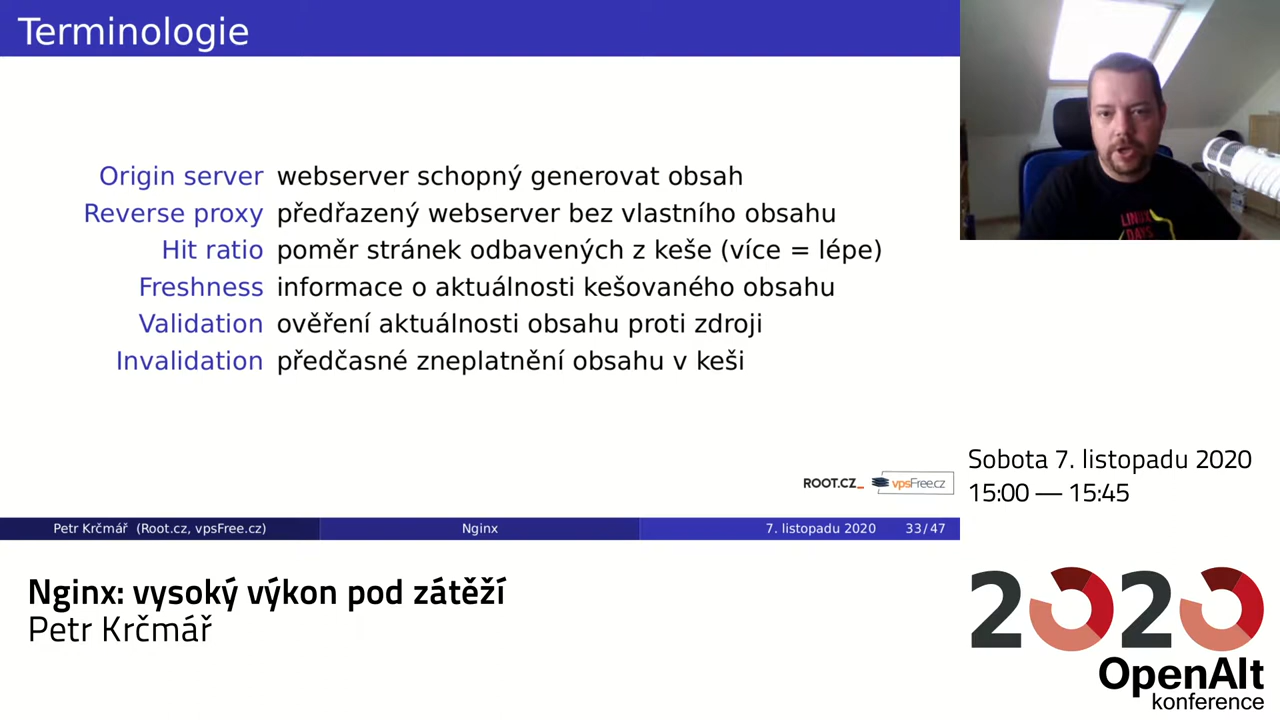 Terminologie
Origin server webserver schopný generovat obsah
Reverse proxy předřazený webserver bez vlastního obsahu
Hit ratio poměr stránek odbavených z keše (více = lépe)
Freshness informace o aktuálnosti kešovaného obsahu
Validation ověření aktuálnosti obsahu proti zdroji
Invalidation předčasné zneplatnění obsahu v keši
ROOT.CZ_ vpsFree.cz
Petr Krčmář (Root.cz, vpsFree.cz) Nginx 7. listopadu 2020 33/47
LINUX
DAYS
Sobota 7. listopadu 2020
15:00 — 15:45
Nginx: vysoký výkon pod zátěží
Petr Krčmář
2020
OpenAlt
konference